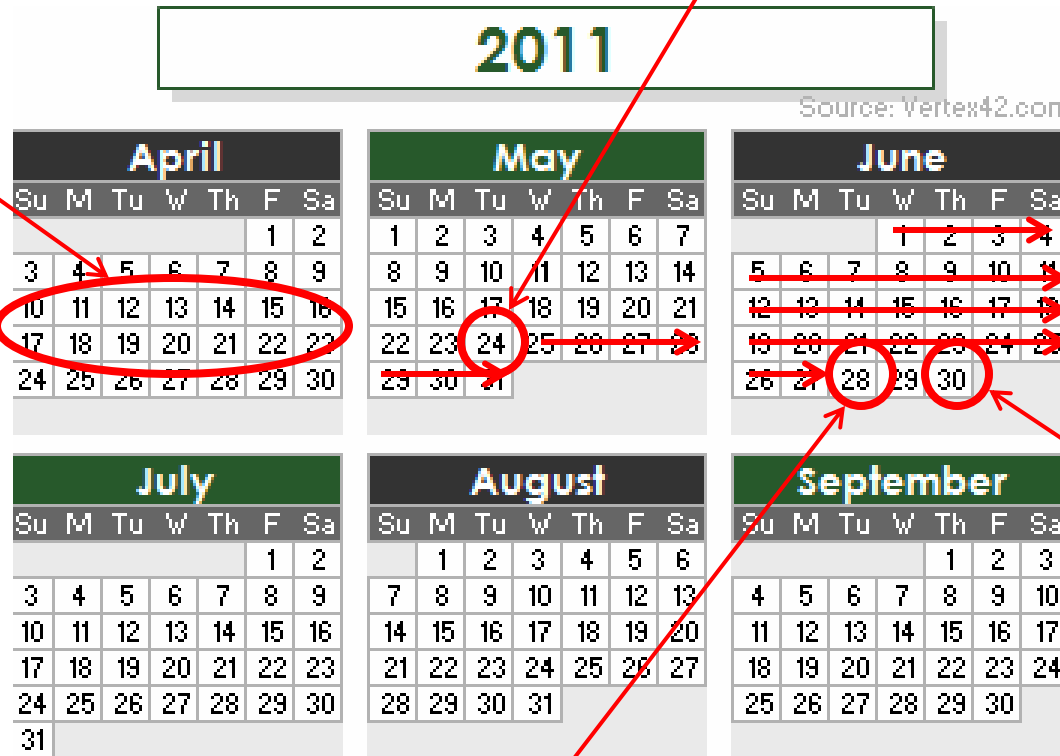 2011
Source: Vertex42.com
April
Su M Tu W Th F Sa
1 2
3 4 5 6 7 8 9
10 11 12 13 14 15 16
17 18 19 20 21 22 23
24 25 26 27 28 29 30
May
Su M Tu W Th F Sa
1 2 3 4 5 6 7
8 9 10 11 12 13 14
15 16 17 18 19 20 21
22 23 24 25 26 27 28
29 30 31
June
Su M Tu W Th F Sa
1 2 3 4
5 6 7 8 9 10 11
12 13 14 15 16 17 18
19 20 21 22 23 24 25
26 27 28 29 30
July
Su M Tu W Th F Sa
1 2
3 4 5 6 7 8 9
10 11 12 13 14 15 16
17 18 19 20 21 22 23
24 25 26 27 28 29 30
31
August
Su M Tu W Th F Sa
1 2 3 4 5 6
7 8 9 10 11 12 13
14 15 16 17 18 19 20
21 22 23 24 25 26 27
28 29 30 31
September
Su M Tu W Th F Sa
1 2 3
4 5 6 7 8 9 10
11 12 13 14 15 16 17
18 19 20 21 22 23 24
25 26 27 28 29 30